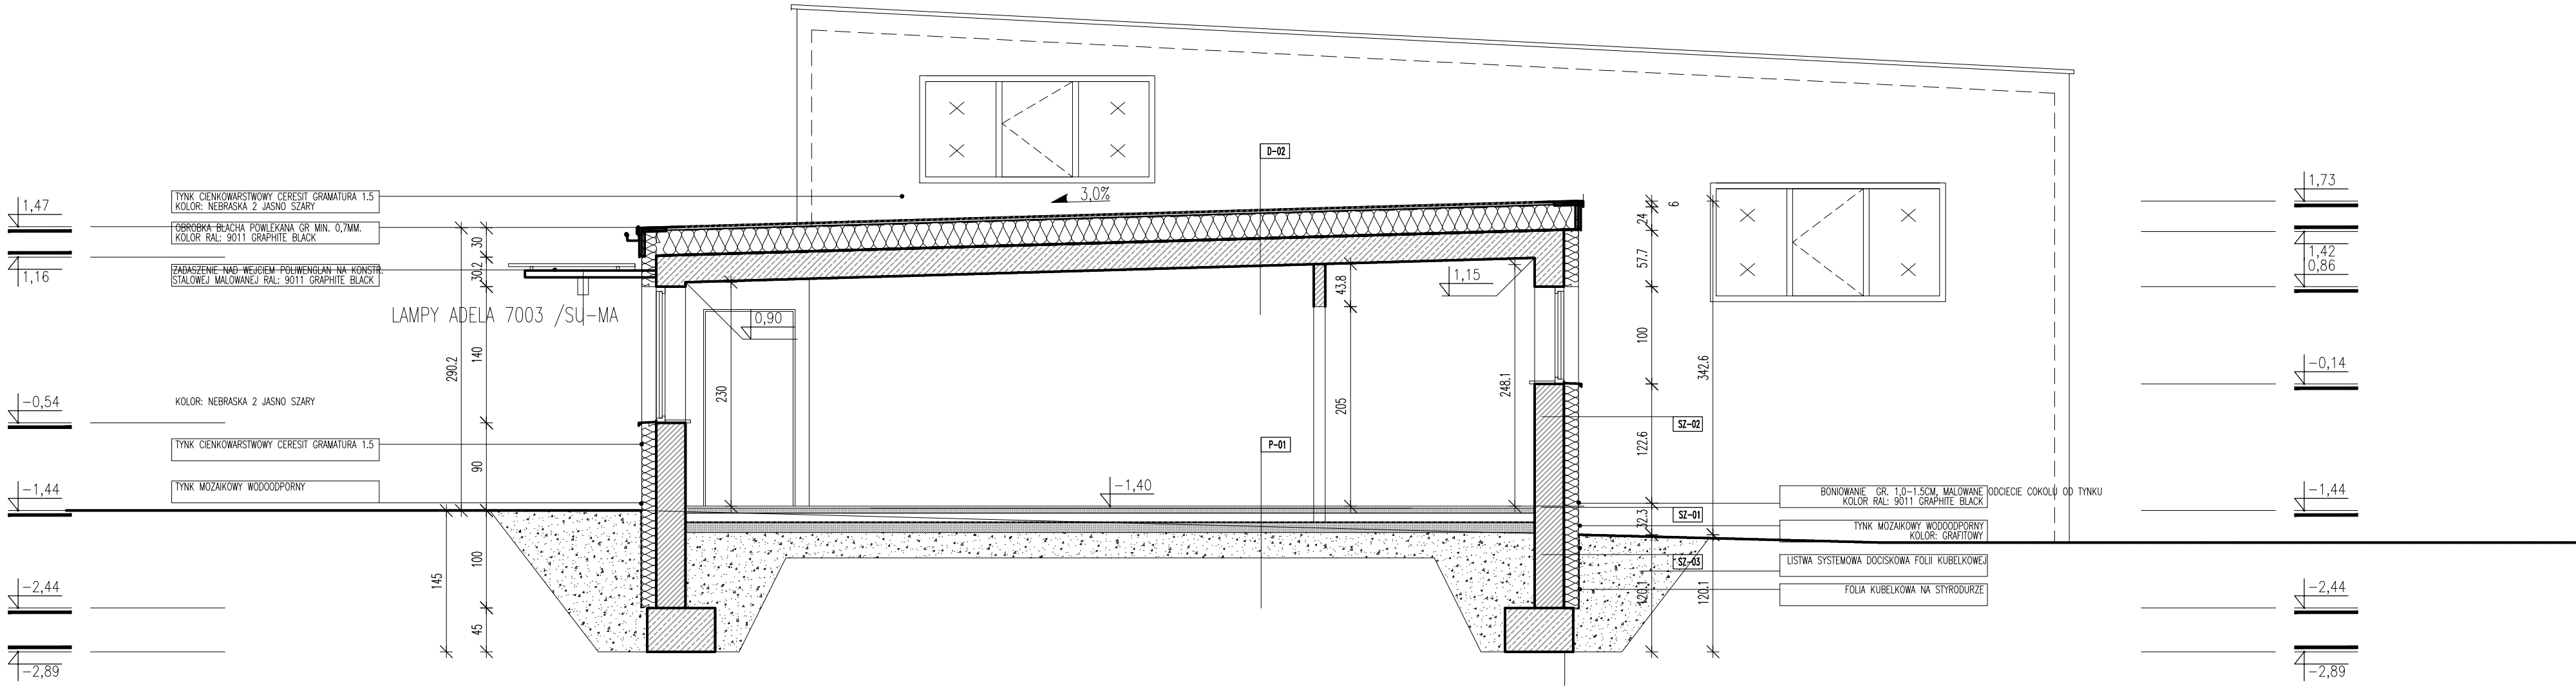 1,47
1,16
-0,54
-1,44
-2,44
-2,89
TYNK CIENKOWARSTWOWY CERESIT GRAMATURA 1.5
KOLOR: NEBRASKA 2 JASNO SZARY
OBROBKA BLACHA POWLEKANA GR MIN. 0,7MM.
KOLOR RAL: 9011 GRAPHITE BLACK
ZADASZENIE NAD WEJCIEM POLIWENGLAN NA KONSTR.
STALOWEJ MALOWANEJ RAL: 9011 GRAPHITE BLACK
LAMPY ADELA 7003 /SU-MA
KOLOR: NEBRASKA 2 JASNO SZARY
TYNK CIENKOWARSTWOWY CERESIT GRAMATURA 1.5
TYNK MOZAIKOWY WODOODPORNY
290.2
145
30
30.2
140
90
100
45
D-02
3,0%
0,90
1,15
230
43.8
205
248.1
P-01
-1,40
6
24
57.7
100
122.6
32.3
120.1
342.6
120.1
SZ-02
SZ-01
SZ-03
BONIOWANIE GR. 1,0-1.5CM, MALOWANE ODCIECIE COKOLU OD TYNKU
KOLOR RAL: 9011 GRAPHITE BLACK
TYNK MOZAIKOWY WODOODPORNY
KOLOR: GRAFITOWY
LISTWA SYSTEMOWA DOCISKOWA FOLII KUBELKOWEJ
FOLIA KUBELKOWA NA STYRODURZE
1,73
1,42
0,86
-0,14
-1,44
-2,44
-2,89